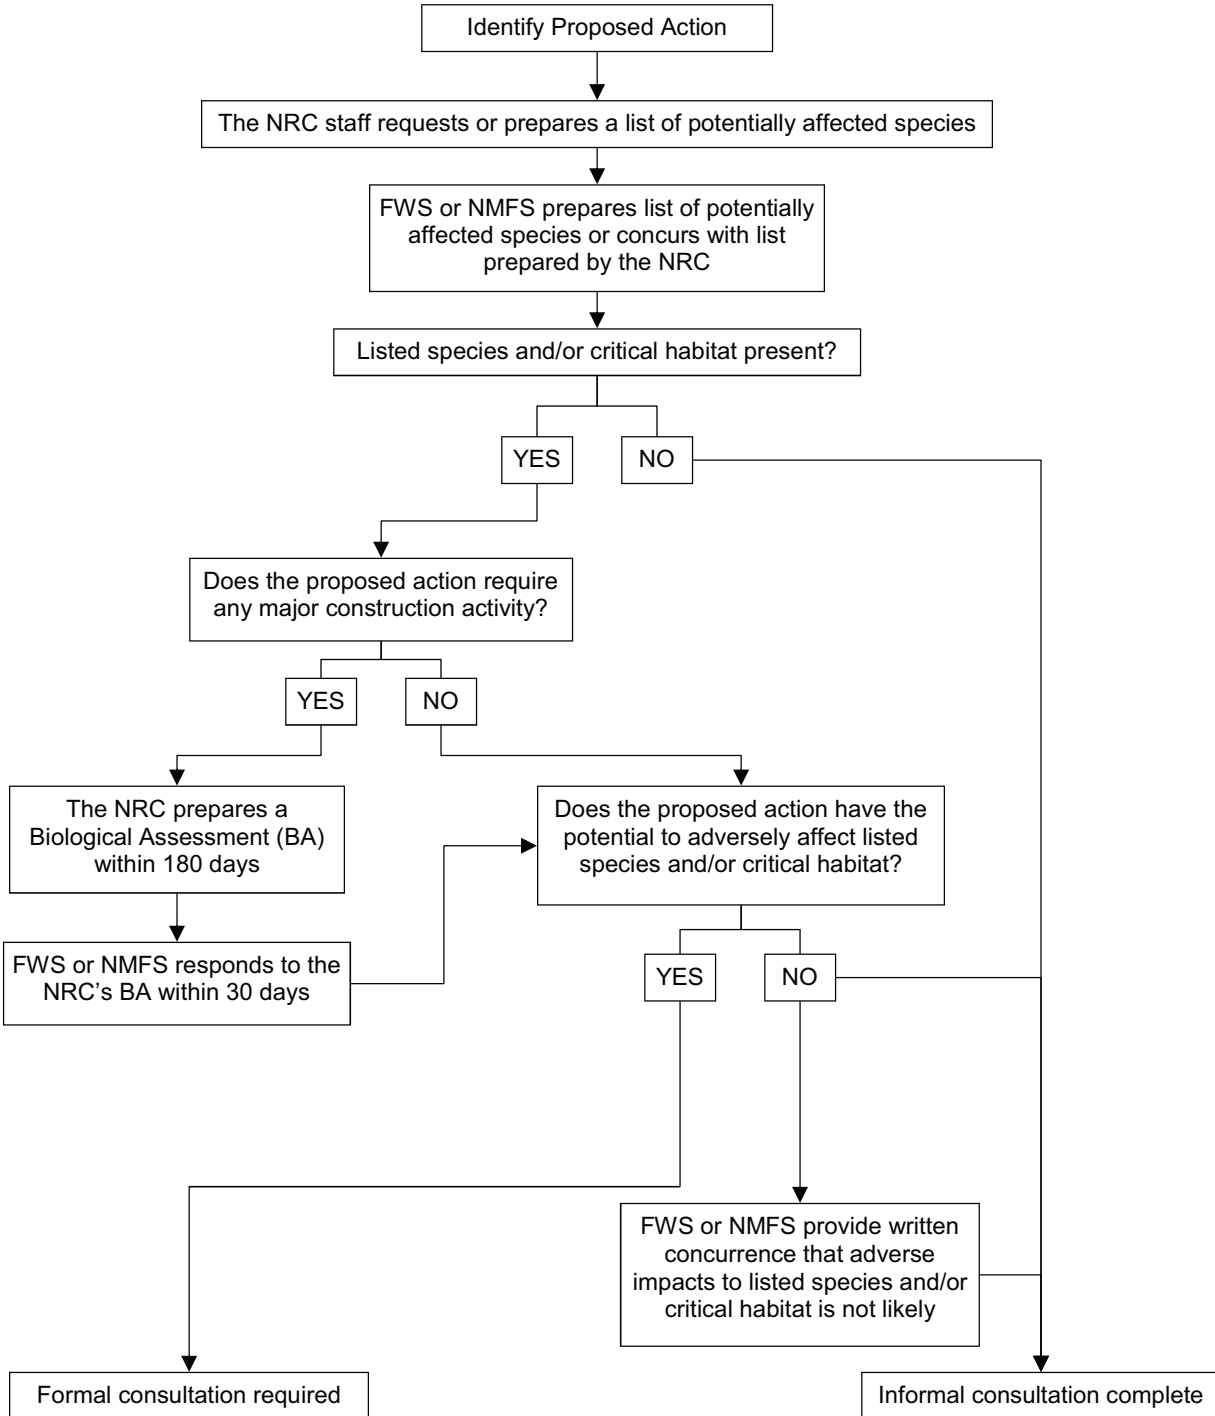 Identify Proposed Action
The NRC staff requests or prepares a list of potentially affected species
FWS or NMFS prepares list of potentially
affected species or concurs with list
prepared by the NRC
Listed species and/or critical habitat present?
YES
NO
Does the proposed action require
any major construction activity?
YES
NO
The NRC prepares a
Biological Assessment (BA)
within 180 days
Does the proposed action have the
potential to adversely affect listed
species and/or critical habitat?
FWS or NMFS responds to the
NRC’s BA within 30 days
YES
NO
FWS or NMFS provide written
concurrence that adverse
impacts to listed species and/or
critical habitat is not likely
Formal consultation required
Informal consultation complete